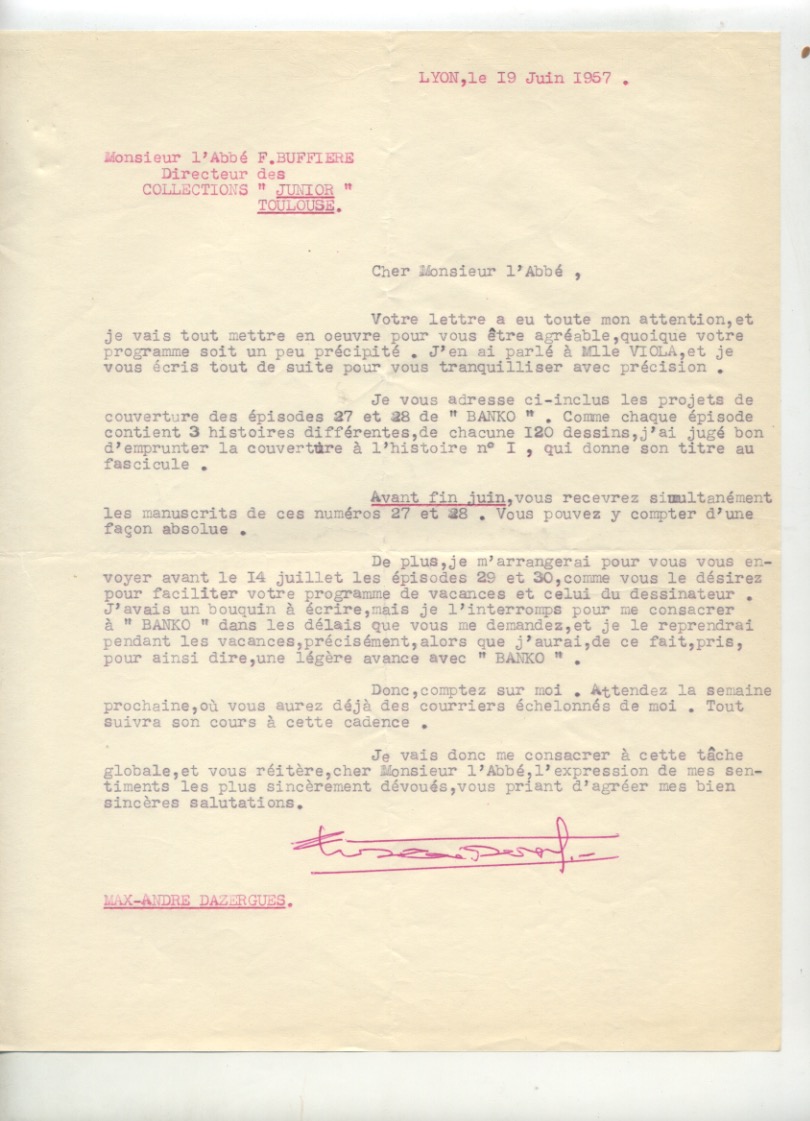 LYON,le I9 Juin I957 .
Monsieur l'Abbé F.BUFFIERE
Directeur des
COLLECTIONS " JUNIOR "
TOULOUSE.
Cher Monsieur l'Abbé ,
Votre lettre a eu toute mon attention,et
je vais tout mettre en oeuvre pour vous être agréable,quoique votre
programme soit un peu précipité . J'en ai parlé à Mlle VIOLA,et je
vous écris tout de suite pour vous tranquilliser avec précision .
Je vous adresse ci-inclus les projets de
couverture des épisodes 27 et 28 de " BANKO " . Comme chaque épisode
contient 3 histoires différentes,de chacune I20 dessins,j'ai jugé bon
d'emprunter la couverture à l'histoire n° I , qui donne son titre au
fascicule .
Avant fin juin,vous recevrez simultanément
les manuscrits de ces numéros 27 et 28 . Vous pouvez y compter d'une
façon absolue .
De plus,je m'arrangerai pour vous vous en-
voyer avant le I4 juillet les épisodes 29 et 30,comme vous le désirez
pour faciliter votre programme de vacances et celui du dessinateur .
J'avais un bouquin à écrire,mais je l'interromps pour me consacrer
à " BANKO " dans les délais que vous me demandez,et je le reprendrai
pendant les vacances,précisément,alors que j'aurai,de ce fait,pris,
pour ainsi dire,une légère avance avec " BANKO " .
Donc,comptez sur moi . Attendez la semaine
prochaine,où vous aurez déjà des courriers échelonnés de moi . Tout
suivra son cours à cette cadence .
Je vais donc me consacrer à cette tâche
globale,et vous réitère,cher Monsieur l'Abbé,l'expression de mes sen-
timents les plus sincèrement dévoués,vous priant d'agréer mes bien
sincères salutations.
MAX-ANDRE DAZERGUES.